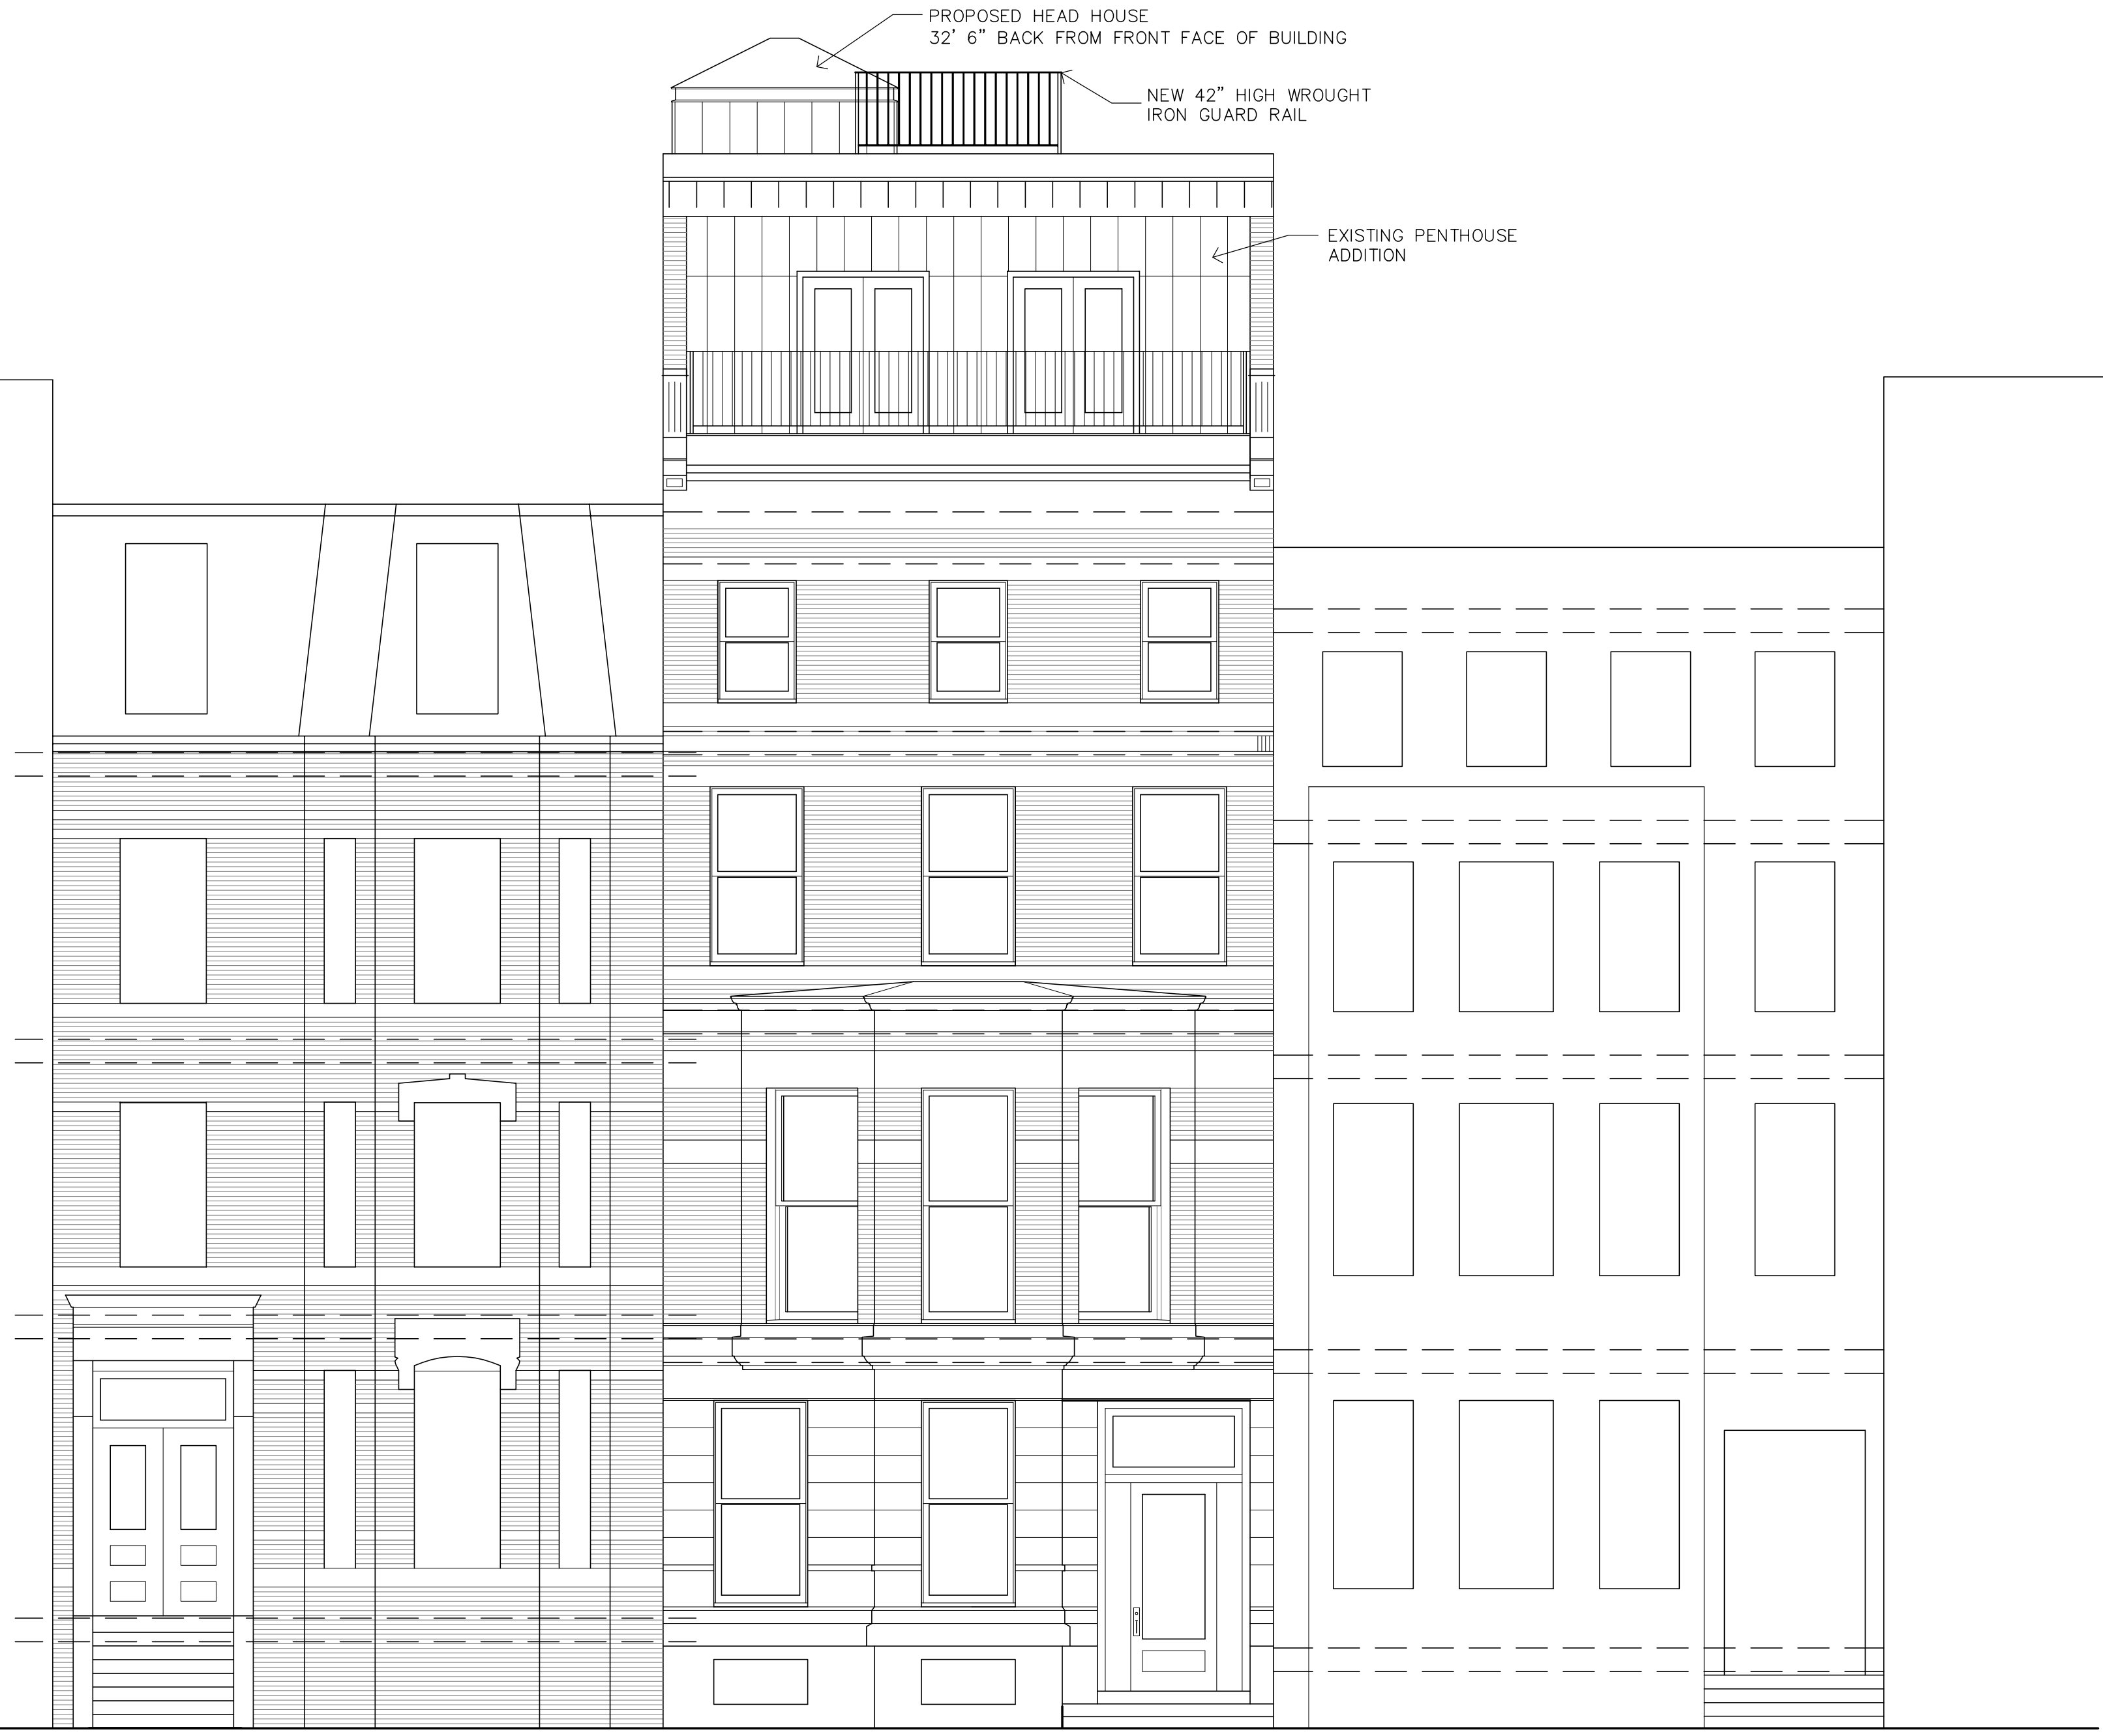 PROPOSED HEAD HOUSE
32' 6" BACK FROM FRONT FACE OF BUILDING
NEW 42" HIGH WROUGHT
IRON GUARD RAIL
EXISTING PENTHOUSE
ADDITION